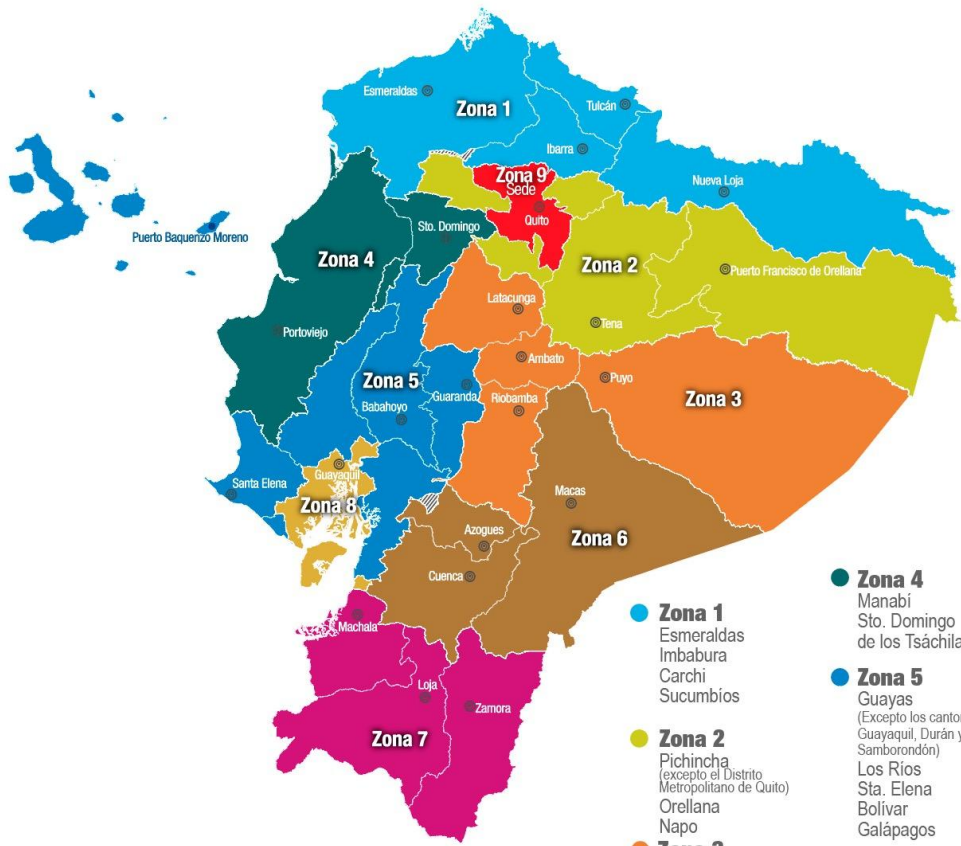 Esmeraldas
Zona 1
Tulcán
Ibarra
Nueva Loja
Zona 9
Sede
Quito
Puerto Baquerizo Moreno
Sto. Domingo
Zona 4
Zona 2
Puerto Francisco de Orellana
Latacunga
Tena
Portoviejo
Ambato
Zona 5
Guaranda
Puyo
Riobamba
Zona 3
Babahoyo
Guayaquil
Santa Elena
Zona 8
Macas
Azogues
Zona 6
Cuenca
Machala
Loja
Zamora
Zona 7
Zona 1
Esmeraldas
Imbabura
Carchi
Sucumbíos
Zona 2
Pichincha
(excepto el Distrito
Metropolitano de Quito)
Orellana
Napo
Zona 4
Manabí
Sto. Domingo
de los Tsáchila
Zona 5
Guayas
(Excepto los canton
Guayaquil, Durán y
Samborondón)
Los Ríos
Sta. Elena
Bolívar
Galápagos